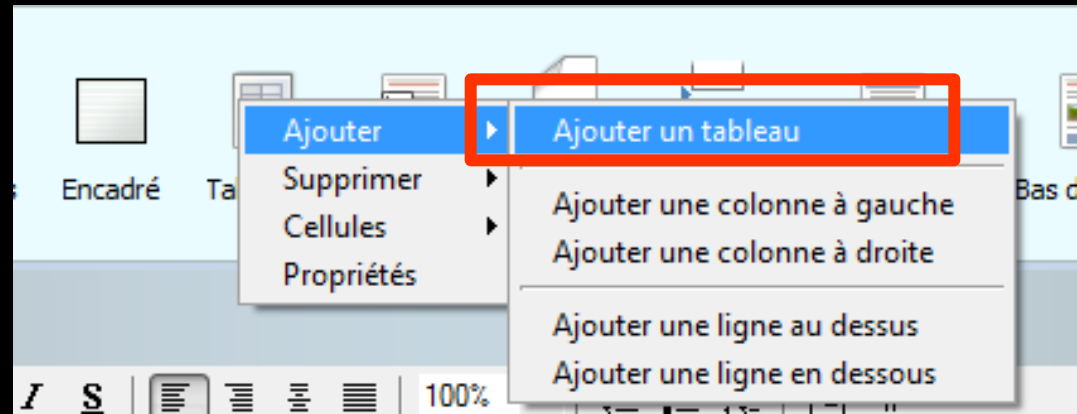 Encadré
Ajouter
Supprimer
Cellules
Propriétés
Ajouter un tableau
Ajouter une colonne à gauche
Ajouter une colonne à droite
Ajouter une ligne au dessus
Ajouter une ligne en dessous
Bas
I S
100%